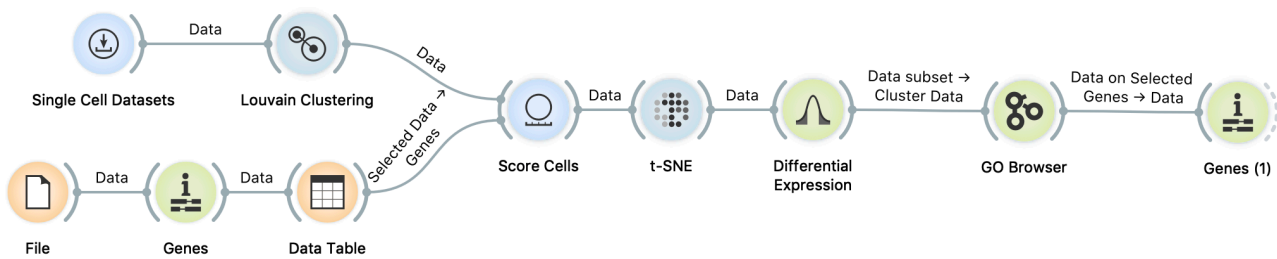 Data
Single Cell Datasets
Louvain Clustering
Data
Selected Data →
Genes
Data
Data
File
Genes
Data Table
Score Cells
Data
t-SNE
Data
Differential
Expression
Data subset →
Cluster Data
GO Browser
Data on Selected
Genes → Data
Genes (1)